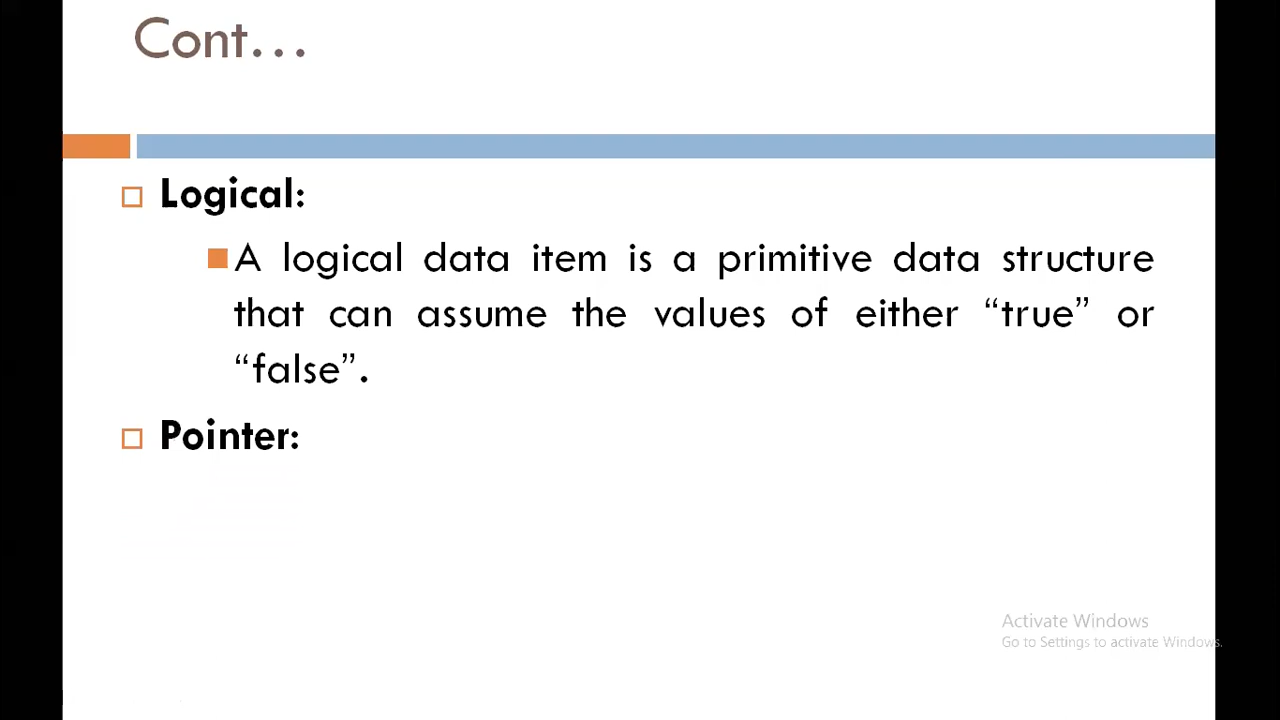 Cont…
Logical:
A logical data item is a primitive data structure
that can assume the values of either “true” or
“false”.
Pointer:
Activate Windows
Go to Settings to activate Windows.